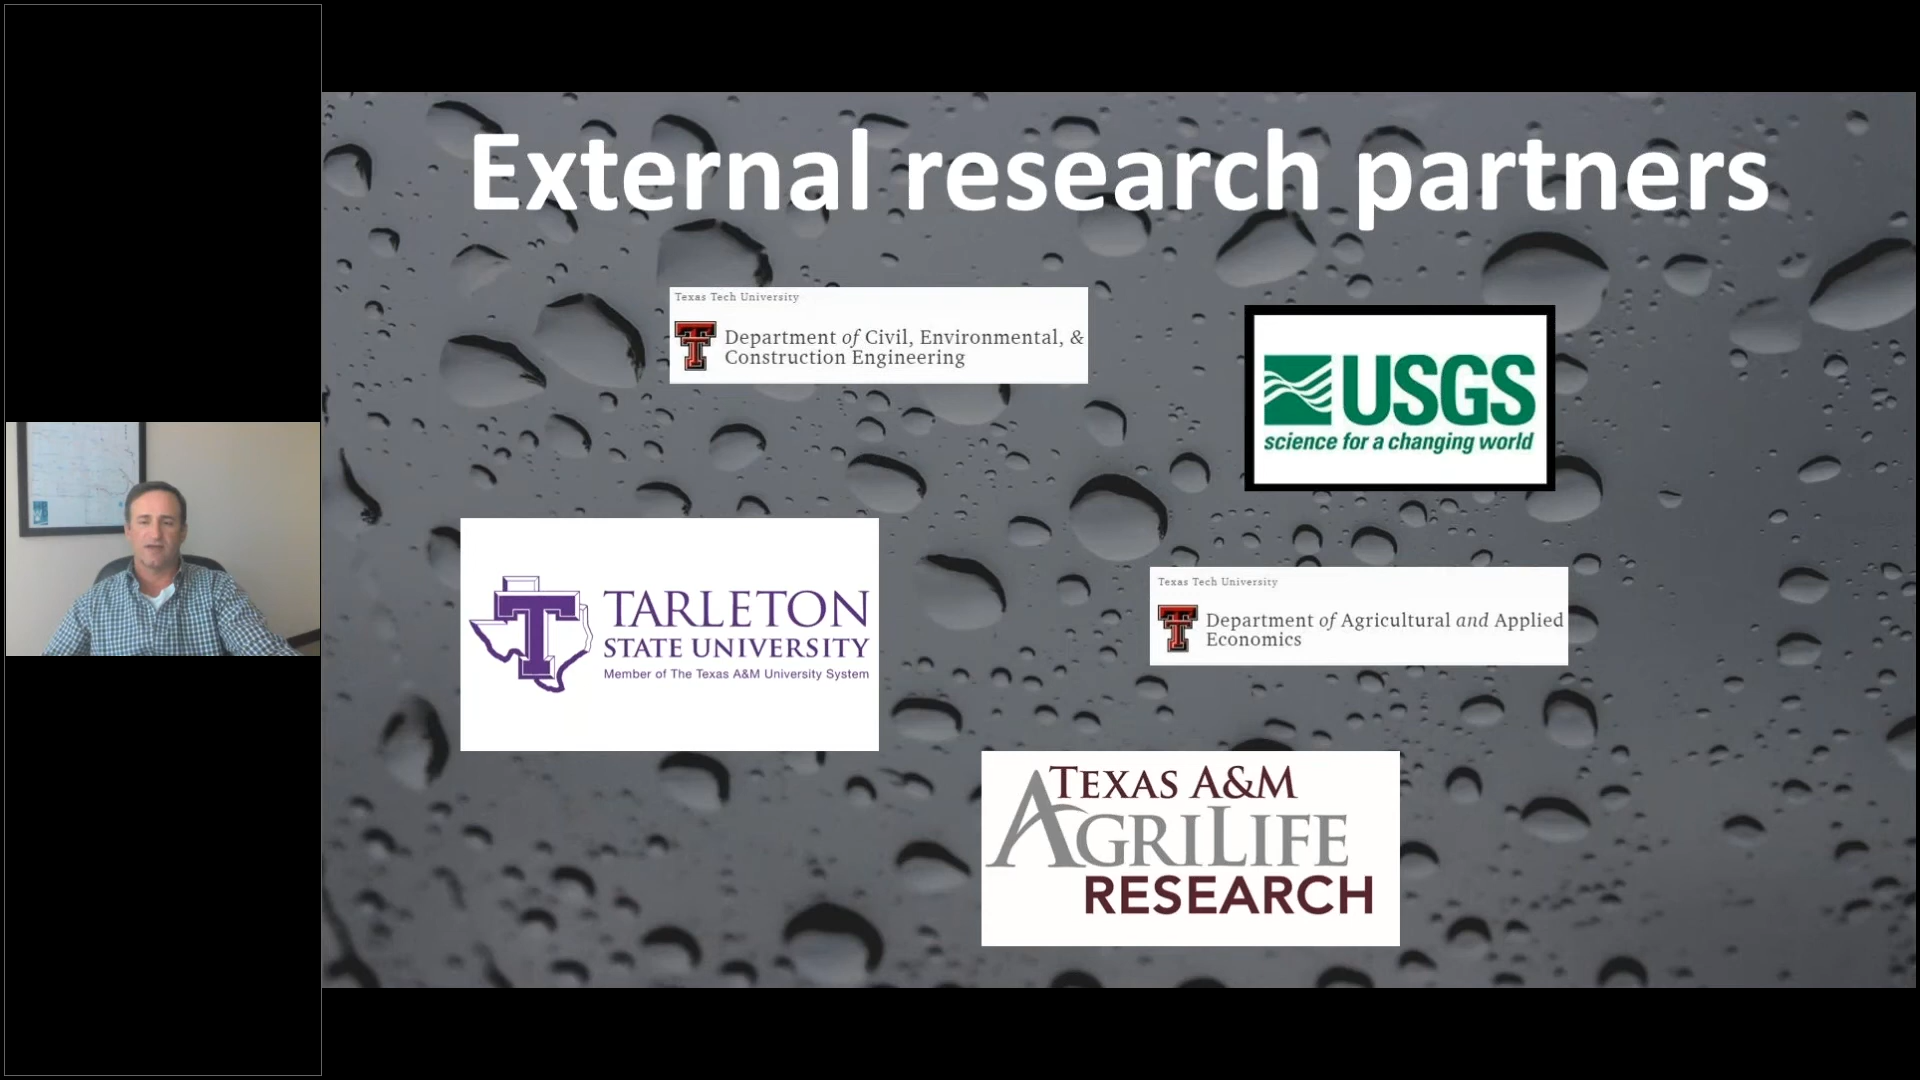 External research partners
Texas Tech University
Department of Civil, Environmental, &
Construction Engineering
USGS
science for a changing world
TARLETON
STATE UNIVERSITY
Member of The Texas A&M University System
Texas Tech University
Department of Agricultural and Applied
Economics
TEXAS A&M
AGRILIFE
RESEARCH